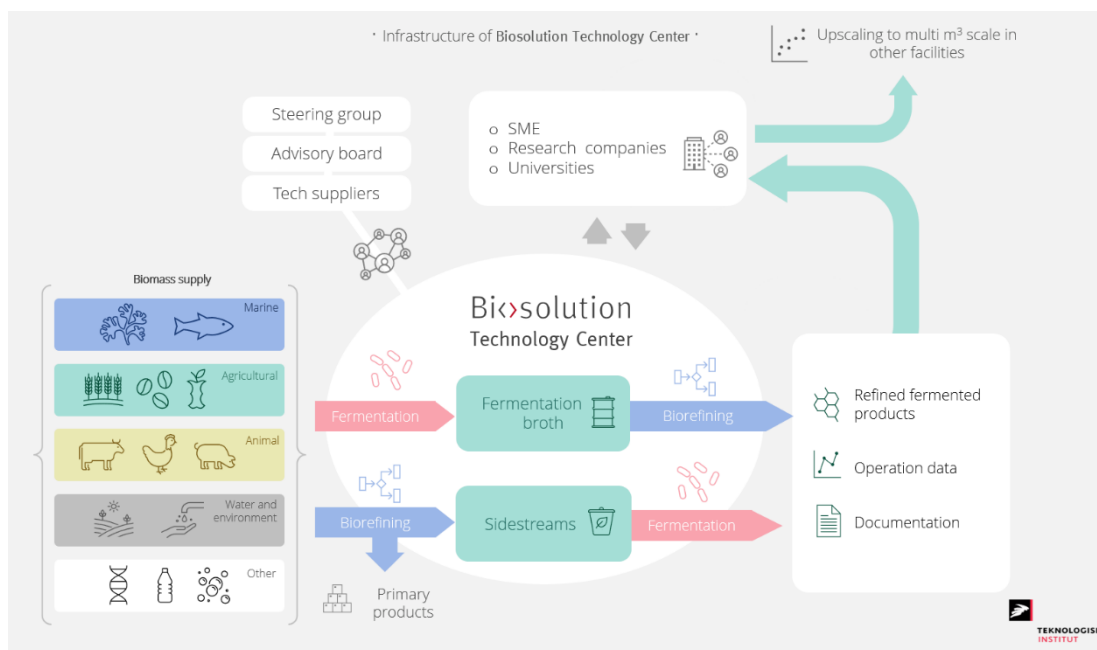 · Infrastructure of Biosolution Technology Center ·
Upscaling to multi m³ scale in
other facilities
Steering group
Advisory board
Tech suppliers
o SME
o Research companies
o Universities
Biomass supply
Marine
Agricultural
Animal
Water and
environment
Other
Bi<>solution
Technology Center
Fermentation
Fermentation
broth
Biorefining
Biorefining
Sidestreams
Fermentation
Primary
products
Refined fermented
products
Operation data
Documentation
TEKNOLOGISK
INSTITUT